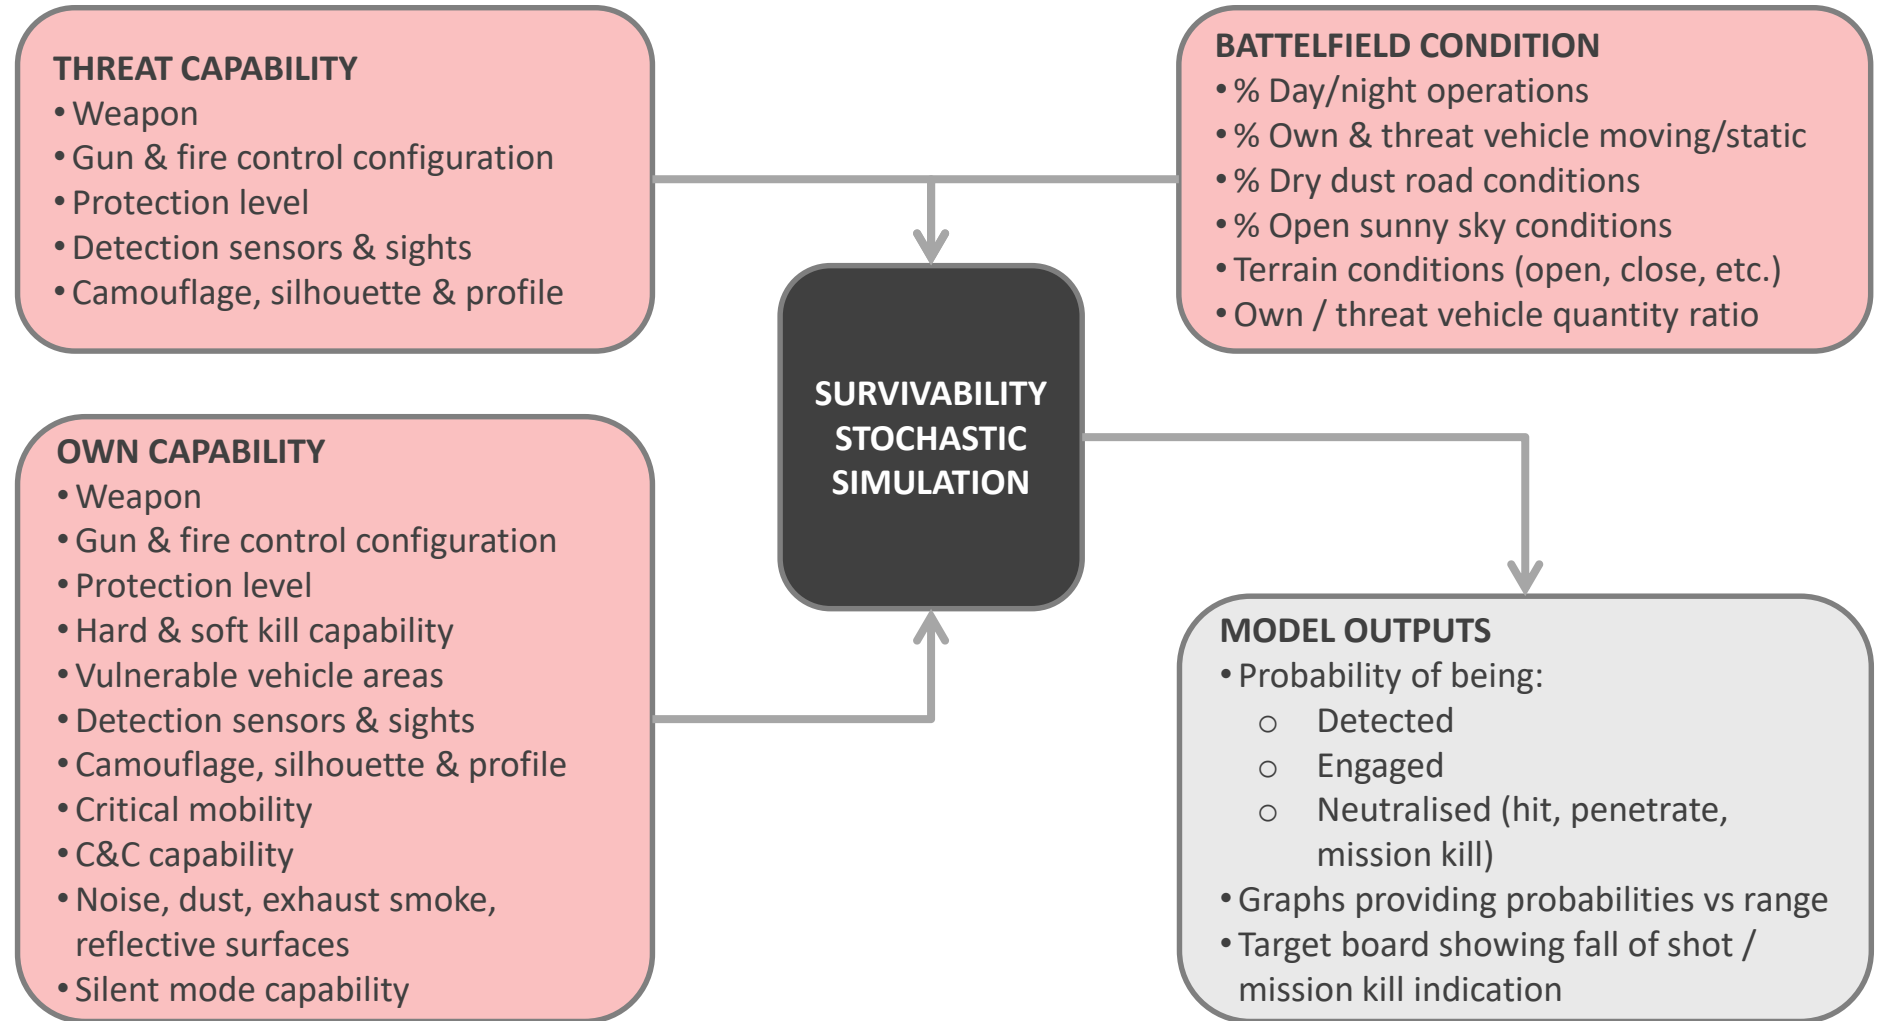 THREAT CAPABILITY
• Weapon
• Gun & fire control configuration
• Protection level
• Detection sensors & sights
• Camouflage, silhouette & profile
BATTELFIELD CONDITION
• % Day/night operations
• % Own & threat vehicle moving/static
• % Dry dust road conditions
• % Open sunny sky conditions
• Terrain conditions (open, close, etc.)
• Own / threat vehicle quantity ratio
SURVIVABILITY
STOCHASTIC
SIMULATION
OWN CAPABILITY
• Weapon
• Gun & fire control configuration
• Protection level
• Hard & soft kill capability
• Vulnerable vehicle areas
• Detection sensors & sights
• Camouflage, silhouette & profile
• Critical mobility
• C&C capability
• Noise, dust, exhaust smoke,
reflective surfaces
• Silent mode capability
MODEL OUTPUTS
• Probability of being:
o Detected
o Engaged
o Neutralised (hit, penetrate,
mission kill)
• Graphs providing probabilities vs range
• Target board showing fall of shot /
mission kill indication